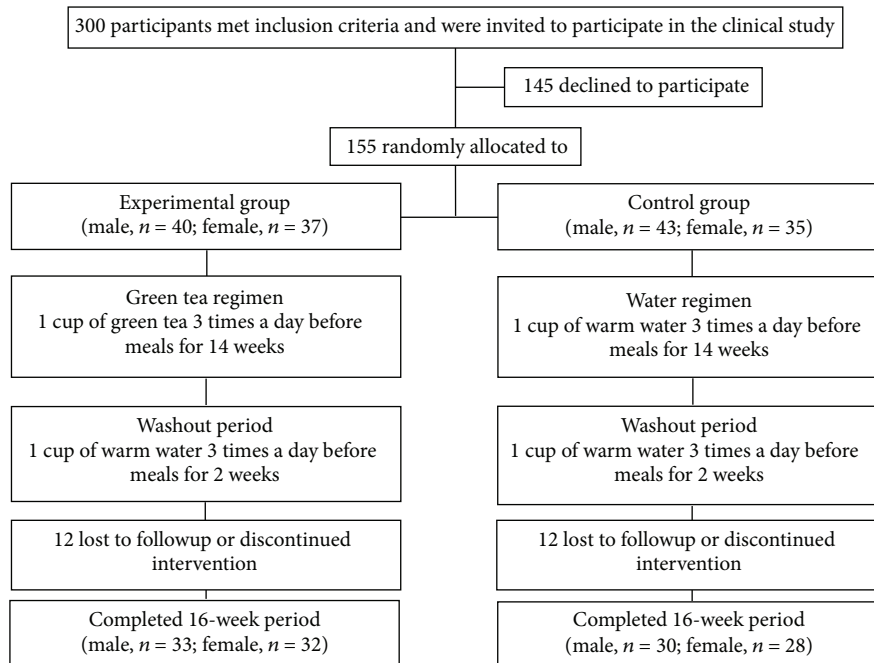 300 participants met inclusion criteria and were invited to participate in the clinical study
145 declined to participate
155 randomly allocated to
Experimental group
(male, n = 40; female, n = 37)
Control group
(male, n = 43; female, n = 35)
Green tea regimen
1 cup of green tea 3 times a day before
meals for 14 weeks
Water regimen
1 cup of warm water 3 times a day before
meals for 14 weeks
Washout period
1 cup of warm water 3 times a day before
meals for 2 weeks
Washout period
1 cup of warm water 3 times a day before
meals for 2 weeks
12 lost to followup or discontinued
intervention
12 lost to followup or discontinued
intervention
Completed 16-week period
(male, n = 33; female, n = 32)
Completed 16-week period
(male, n = 30; female, n = 28)